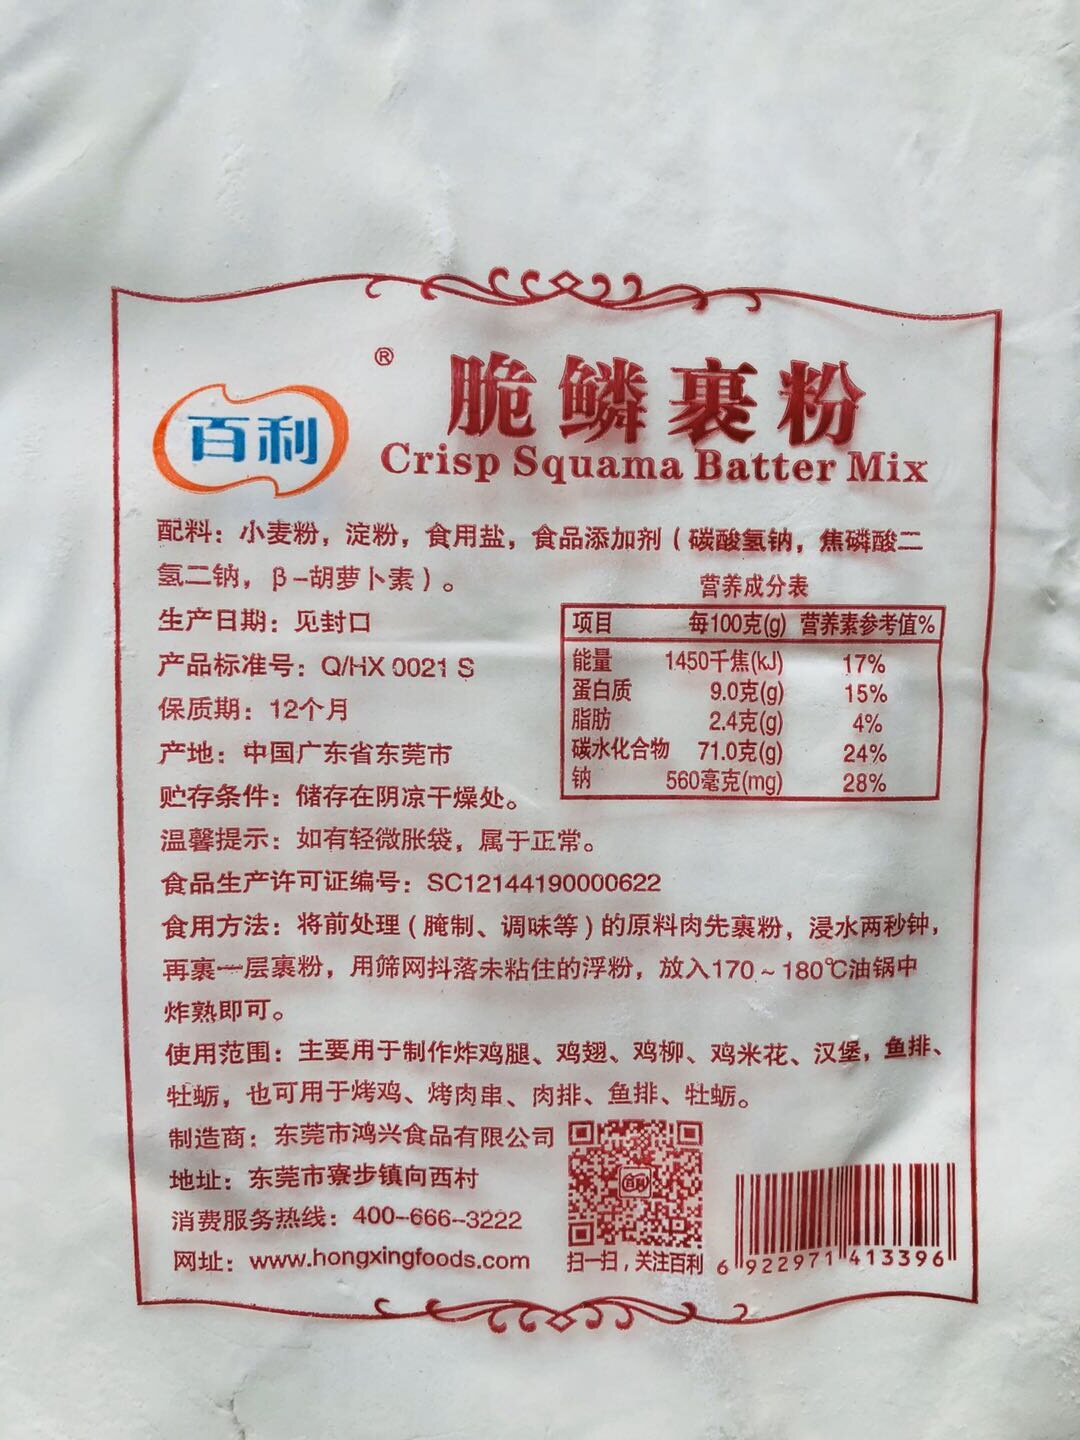 ®
百利
脆鳞裹粉
Crisp Squama Batter Mix
配料：小麦粉，淀粉，食用盐，食品添加剂（碳酸氢钠，焦磷酸二
氢二钠，β-胡萝卜素）。
生产日期：见封口
产品标准号：Q/HX 0021 S
保质期：12个月
产地：中国广东省东莞市
贮存条件：储存在阴凉干燥处。
营养成分表
项目 每100克(g) 营养素参考值%
能量 1450千焦(kJ) 17%
蛋白质 9.0克(g) 15%
脂肪 2.4克(g) 4%
碳水化合物 71.0克(g) 24%
钠 560毫克(mg) 28%
温馨提示：如有轻微胀袋，属于正常。
食品生产许可证编号：SC12144190000622
食用方法：将前处理（腌制、调味等）的原料肉先裹粉，浸水两秒钟，
再裹一层裹粉，用筛网抖落未粘住的浮粉，放入170～180℃油锅中
炸熟即可。
使用范围：主要用于制作炸鸡腿、鸡翅、鸡柳、鸡米花、汉堡，鱼排、
牡蛎，也可用于烤鸡、烤肉串、肉排、鱼排、牡蛎。
制造商：东莞市鸿兴食品有限公司
地址：东莞市寮步镇向西村
消费服务热线：400-666-3222
网址：www.hongxingfoods.com
百利
扫一扫，关注百利
6 922971 413396